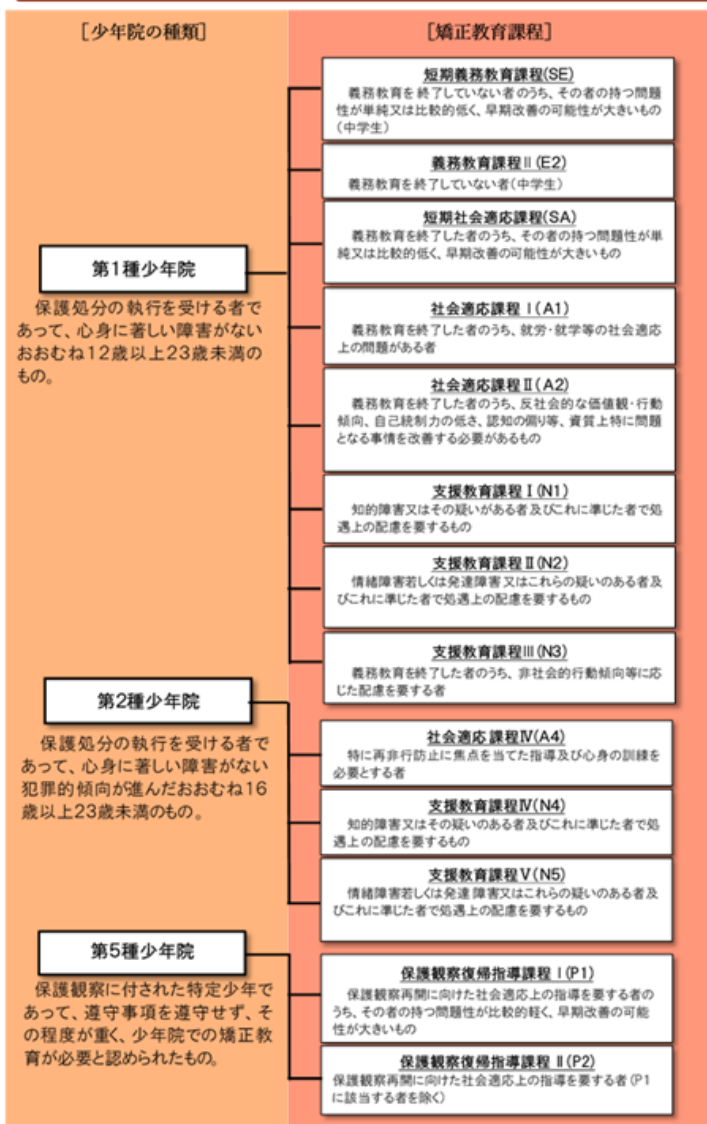 [少年院の種類]
[矯正教育課程]
短期義務教育課程(SE)
義務教育を終了していない者のうち、その者の持つ問題
性が単純又は比較的低く、早期改善の可能性が大きいもの
(中学生)
義務教育課程Ⅱ(E2)
義務教育を終了していない者(中学生)
短期社会適応課程(SA)
義務教育を終了した者のうち、その者の持つ問題性が単
純又は比較的低く、早期改善の可能性が大きいもの
第1種少年院
保護処分の執行を受ける者で
あって、心身に著しい障害がない
おおむね12歳以上23歳未満の
もの。
社会適応課程Ⅰ(A1)
義務教育を終了した者のうち、就労・就学等の社会適応
上の問題がある者
社会適応課程Ⅱ(A2)
義務教育を終了した者のうち、反社会的な価値観・行動
傾向、自己統制力の低さ、認知の偏り等、資質上特に問題
となる事情を改善する必要があるもの
支援教育課程Ⅰ(N1)
知的障害又はその疑いがある者及びこれに準じた者で処
遇上の配慮を要するもの
支援教育課程Ⅱ(N2)
情緒障害若しくは発達障害又はこれらの疑いのある者及
びこれに準じた者で処遇上の配慮を要するもの
支援教育課程Ⅲ(N3)
義務教育を終了した者のうち、非社会的行動傾向等に応
じた配慮を要する者
第2種少年院
保護処分の執行を受ける者で
あって、心身に著しい障害がない
犯罪的傾向が進んだおおむね16
歳以上23歳未満のもの。
社会適応課程Ⅳ(A4)
特に再非行防止に焦点を当てた指導及び心身の訓練を
必要とする者
支援教育課程Ⅳ(N4)
知的障害又はその疑いのある者及びこれに準じた者で処
遇上の配慮を要するもの
支援教育課程Ⅴ(N5)
情緒障害若しくは発達障害又はこれらの疑いのある者及
びこれに準じた者で処遇上の配慮を要するもの
第5種少年院
保護観察に付された特定少年で
あって、遵守事項を遵守せず、そ
の程度が重く、少年院での矯正教
育が必要と認められたもの。
保護観察復帰指導課程Ⅰ(P1)
保護観察再開に向けた社会適応上の指導を要する者の
うち、その者の持つ問題性が比較的軽く、早期改善の可能
性が大きいもの
保護観察復帰指導課程Ⅱ(P2)
保護観察再開に向けた社会適応上の指導を要する者(P1
に該当する者を除く)